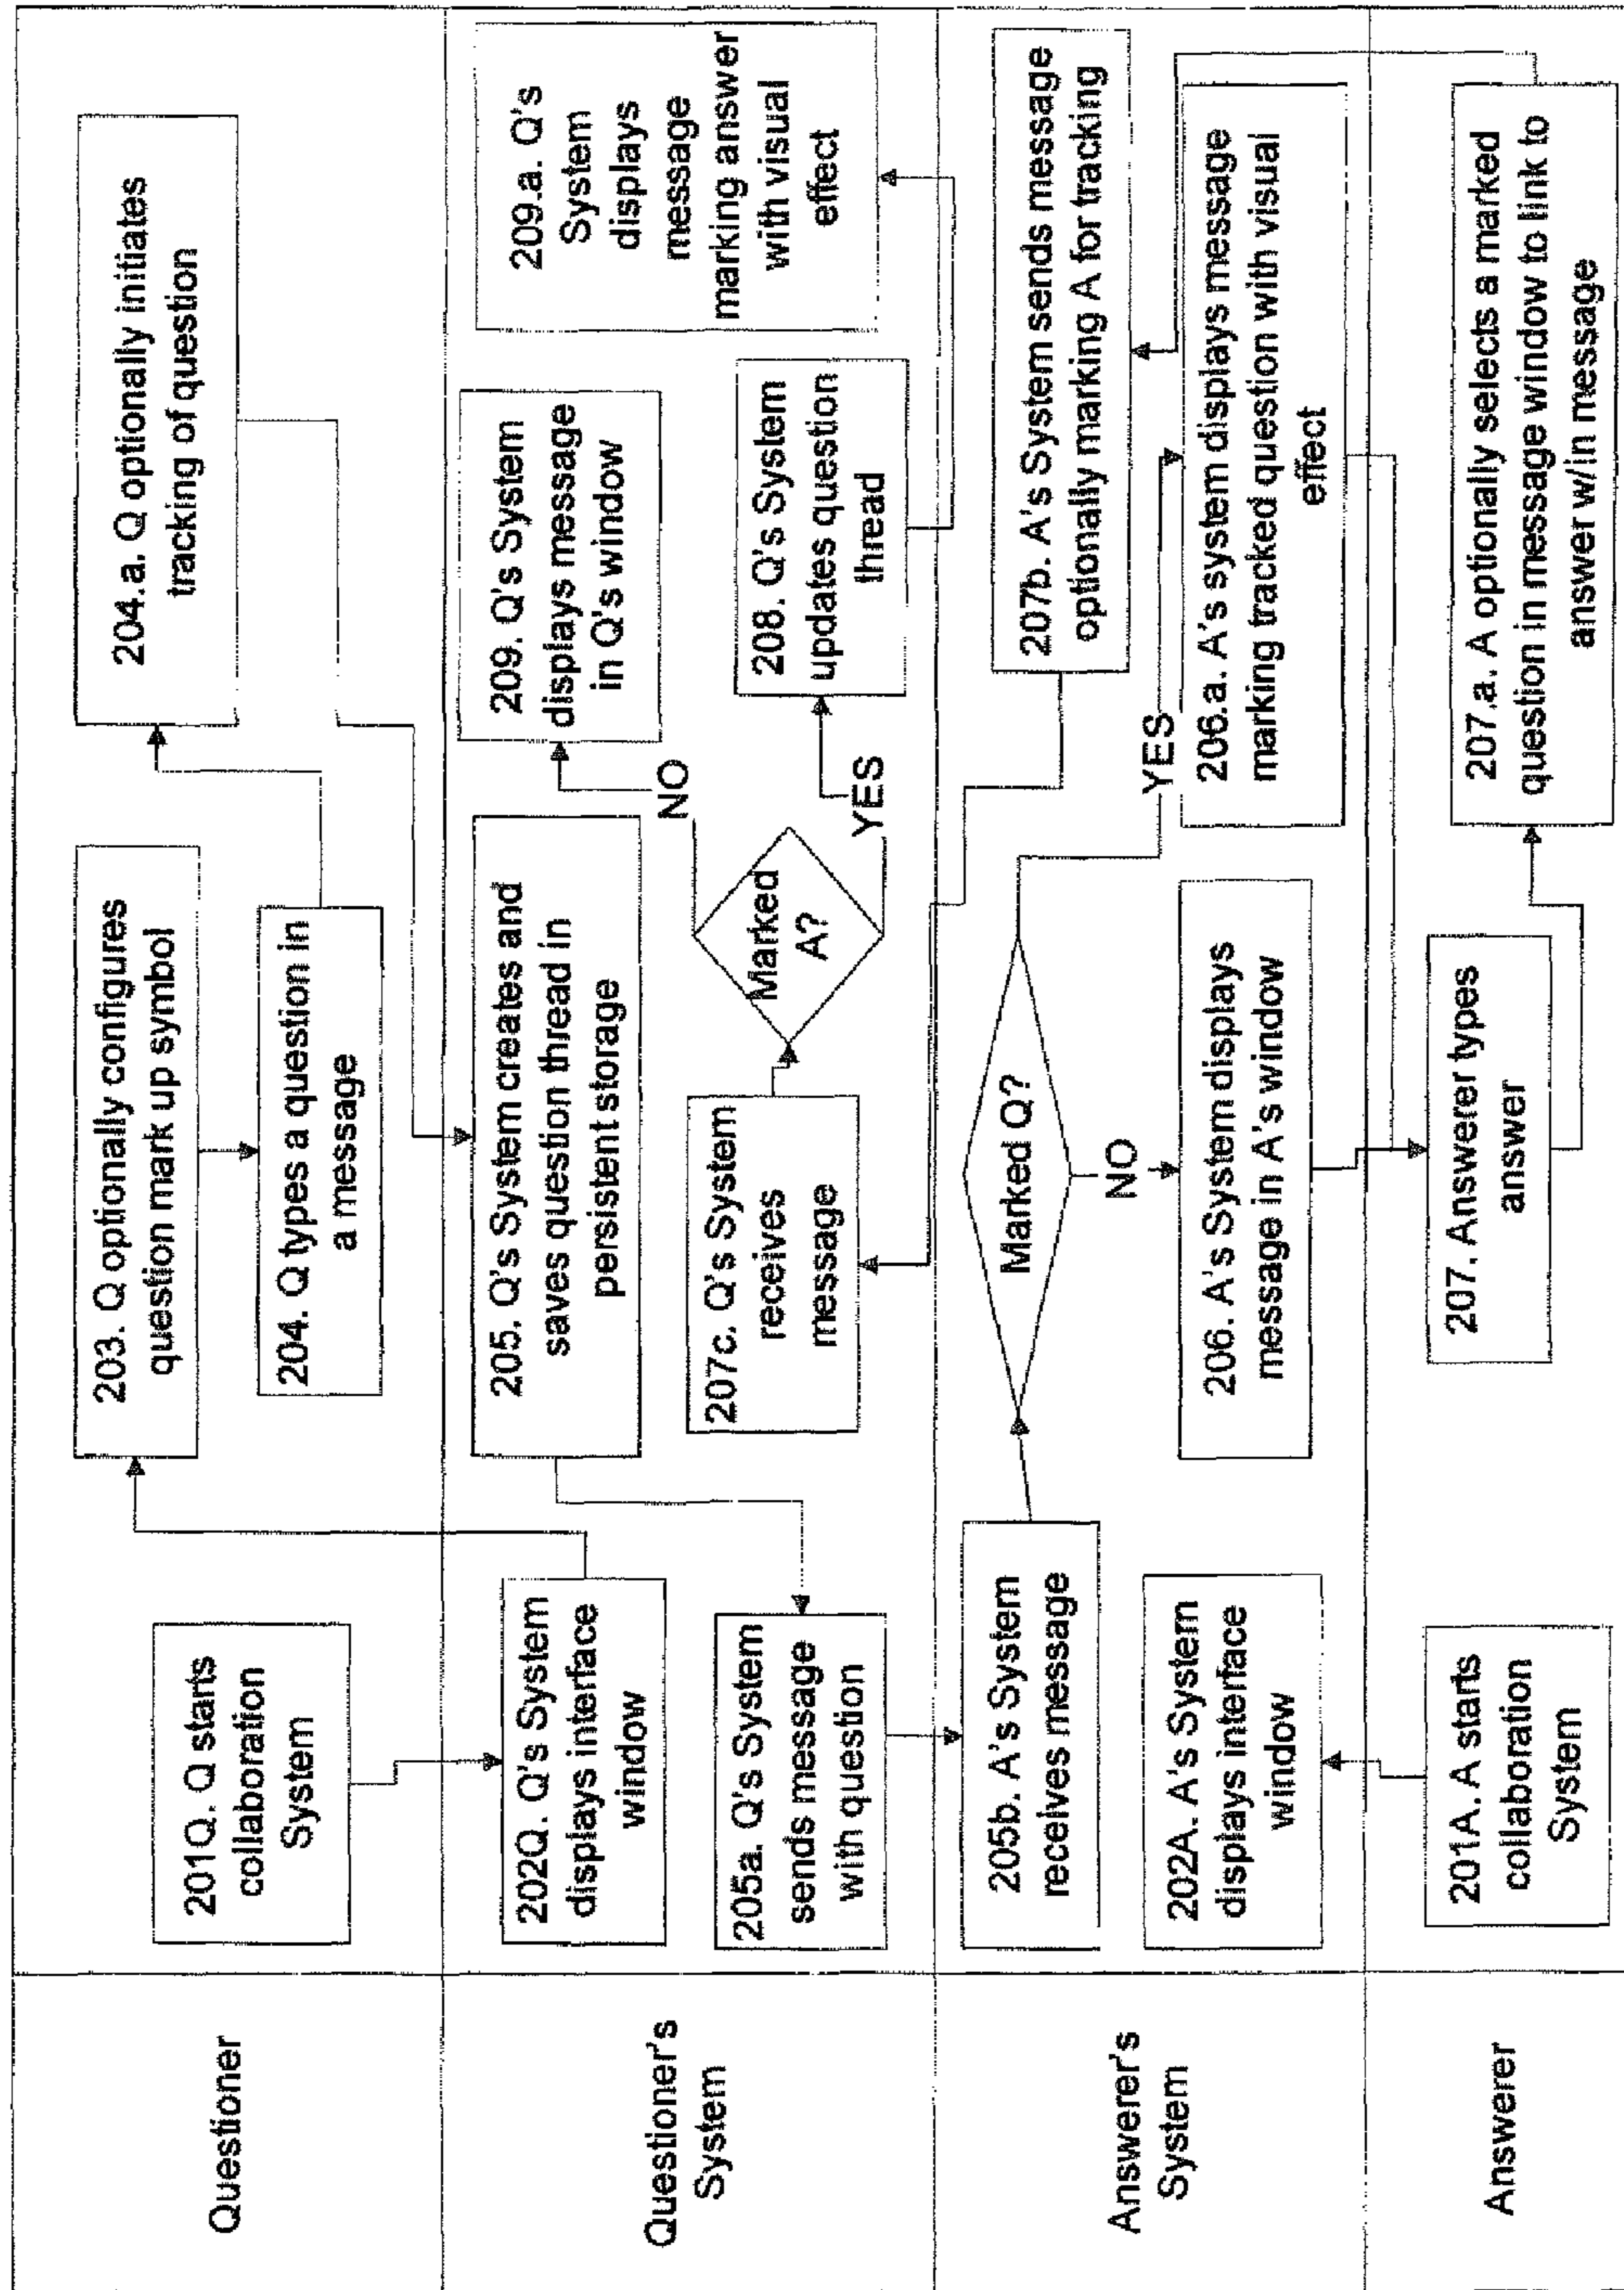 Questioner
201Q. Q starts
collaboration
System
203. Q optionally configures
question mark up symbol
204. Q types a question in
a message
204.a. Q optionally initiates
tracking of question
Questioner's
System
202Q. Q's System
displays interface
window
205a. Q's System
sends message
with question
205. Q's System creates and
saves question thread in
persistent storage
207c. Q's System
receives
message
Marked
A?
NO
YES
209. Q's System
displays message
in Q's window
208. Q's System
updates question
thread
209.a. Q's
System
displays
message
marking answer
with visual
effect
Answerer's
System
205b. A's System
receives message
202A. A's System
displays interface
window
Marked Q?
NO
YES
206. A's System displays
message in A's window
207b. A's System sends message
optionally marking A for tracking
206.a. A's system displays message
marking tracked question with visual
effect
Answerer
201A. A starts
collaboration
System
207. Answerer types
answer
207.a. A optionally selects a marked
question in message window to link to
answer w/in message